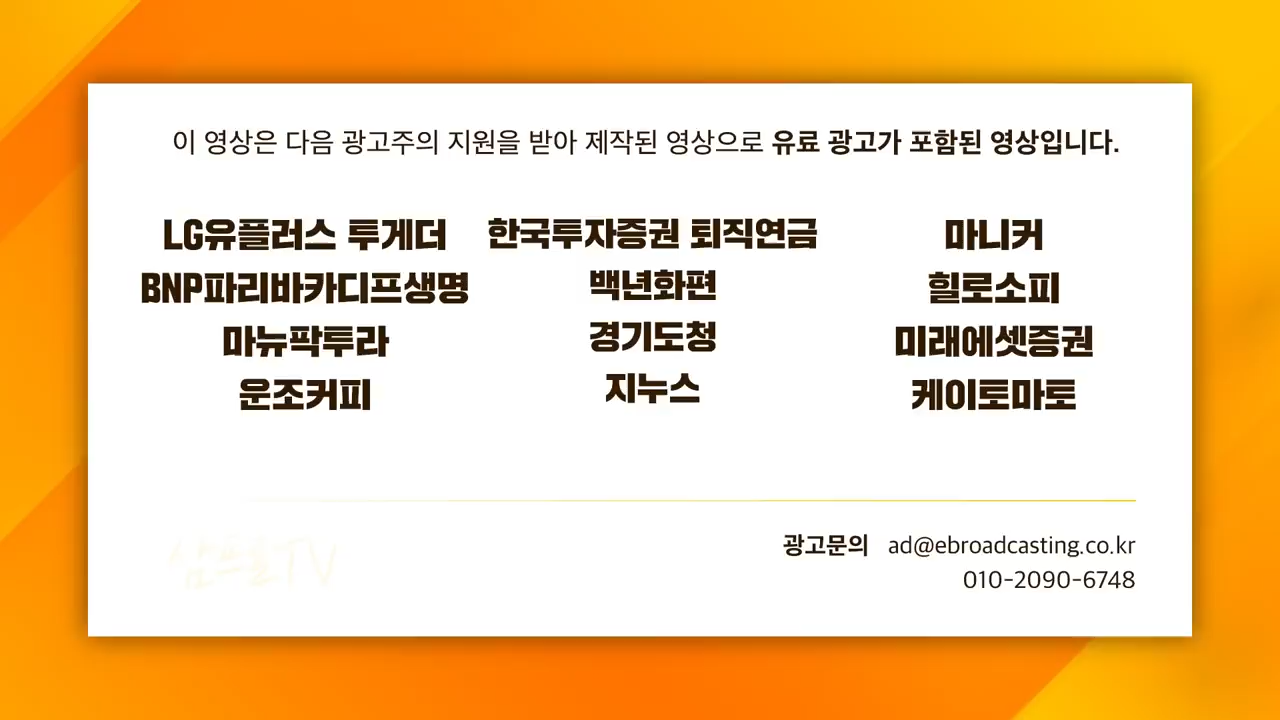 이 영상은 다음 광고주의 지원을 받아 제작된 영상으로 유료 광고가 포함된 영상입니다.
LG유플러스 투게더
BNP파리바카디프생명
마뉴팍투라
운조커피
한국투자증권 퇴직연금
백년화편
경기도청
지누스
마니커
힐로소피
미래에셋증권
케이토마토
삼프로TV
광고문의 ad@ebroadcasting.co.kr
010-2090-6748